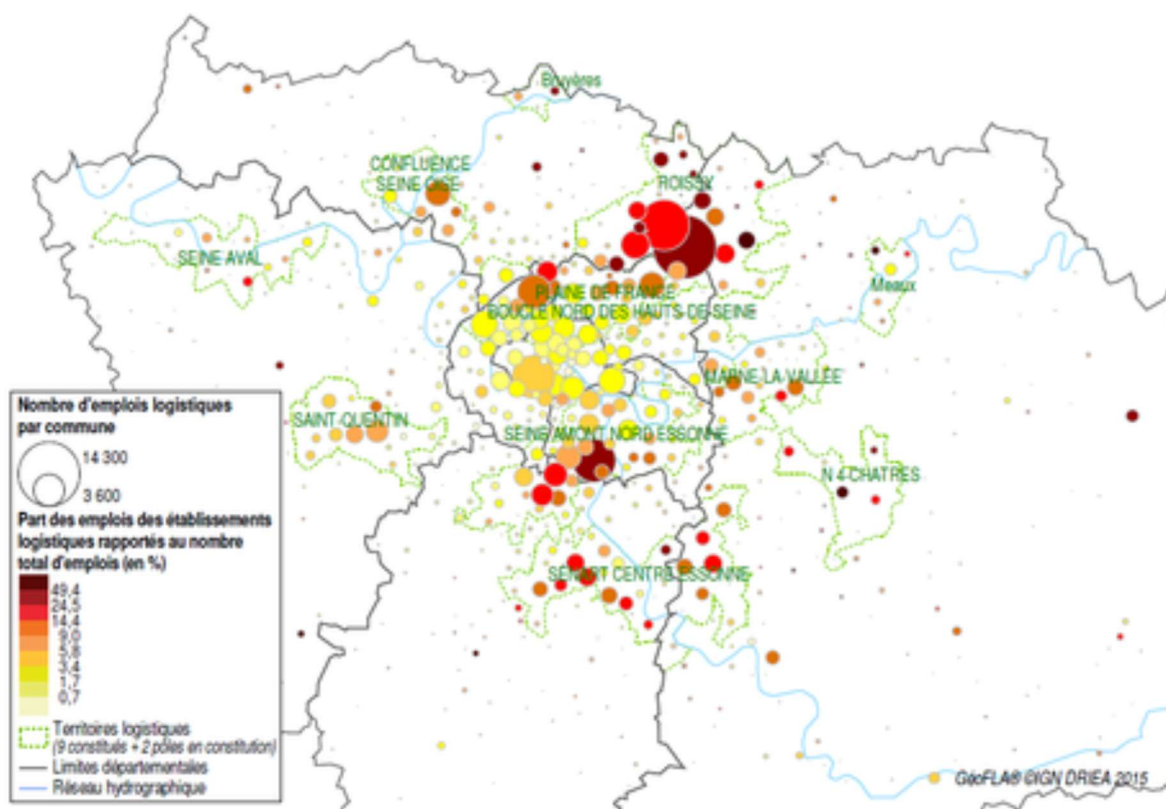 Bruyères
CONFLUENCE
SEINE OISE
ROISSY
SEINE AVAL
Meaux
PLAINE DE FRANCE
BOUCLE NORD DES HAUTS-DE-SEINE
MARNE LA-VALLÉE
SAINT-QUENTIN
SEINE AMONT NORD ESSONNE
N 4-CHATRES
SÉNART CENTRE ESSONNE
Nombre d'emplois logistiques
par commune
14 300
3 600
Part des emplois des établissements
logistiques rapportés au nombre
total d'emplois (en %)
49,4
24,5
14,4
9,0
5,8
3,4
1,7
0,7
Territoires logistiques
(9 constitués + 2 pôles en constitution)
Limites départementales
Réseau hydrographique
GéoFLA® ©IGN DRIEA 2015